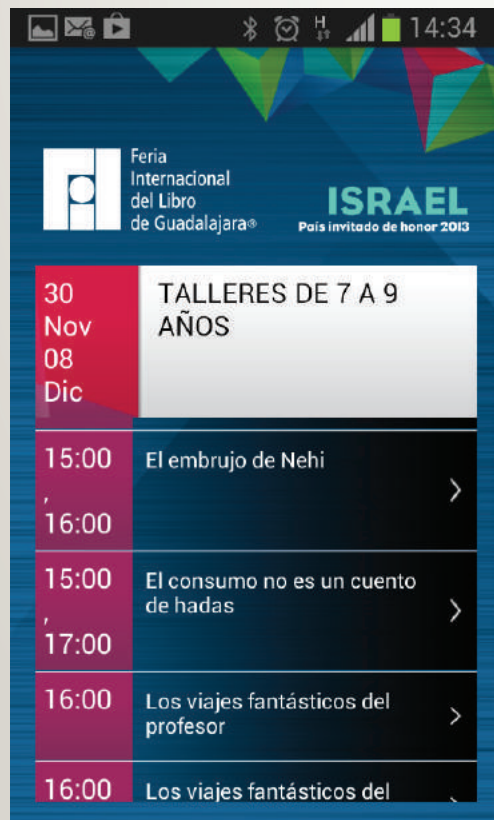 H 14:34
Feria
Internacional
del Libro
de Guadalajara®
ISRAEL
País invitado de honor 2013
30
Nov
08
Dic
TALLERES DE 7 A 9
AÑOS
15:00
,
16:00
El embrujo de Nehi
15:00
,
17:00
El consumo no es un cuento
de hadas
16:00
Los viajes fantásticos del
profesor
16:00
Los viajes fantásticos del